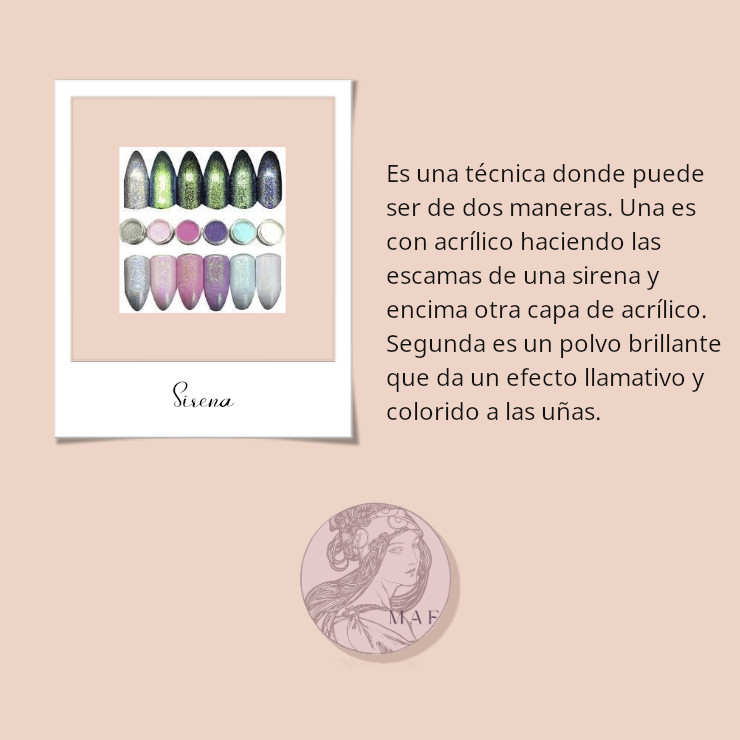 Es una técnica donde puede
ser de dos maneras. Una es
con acrílico haciendo las
escamas de una sirena y
encima otra capa de acrílico.
Segunda es un polvo brillante
que da un efecto llamativo y
colorido a las uñas.
Sirena
MAE